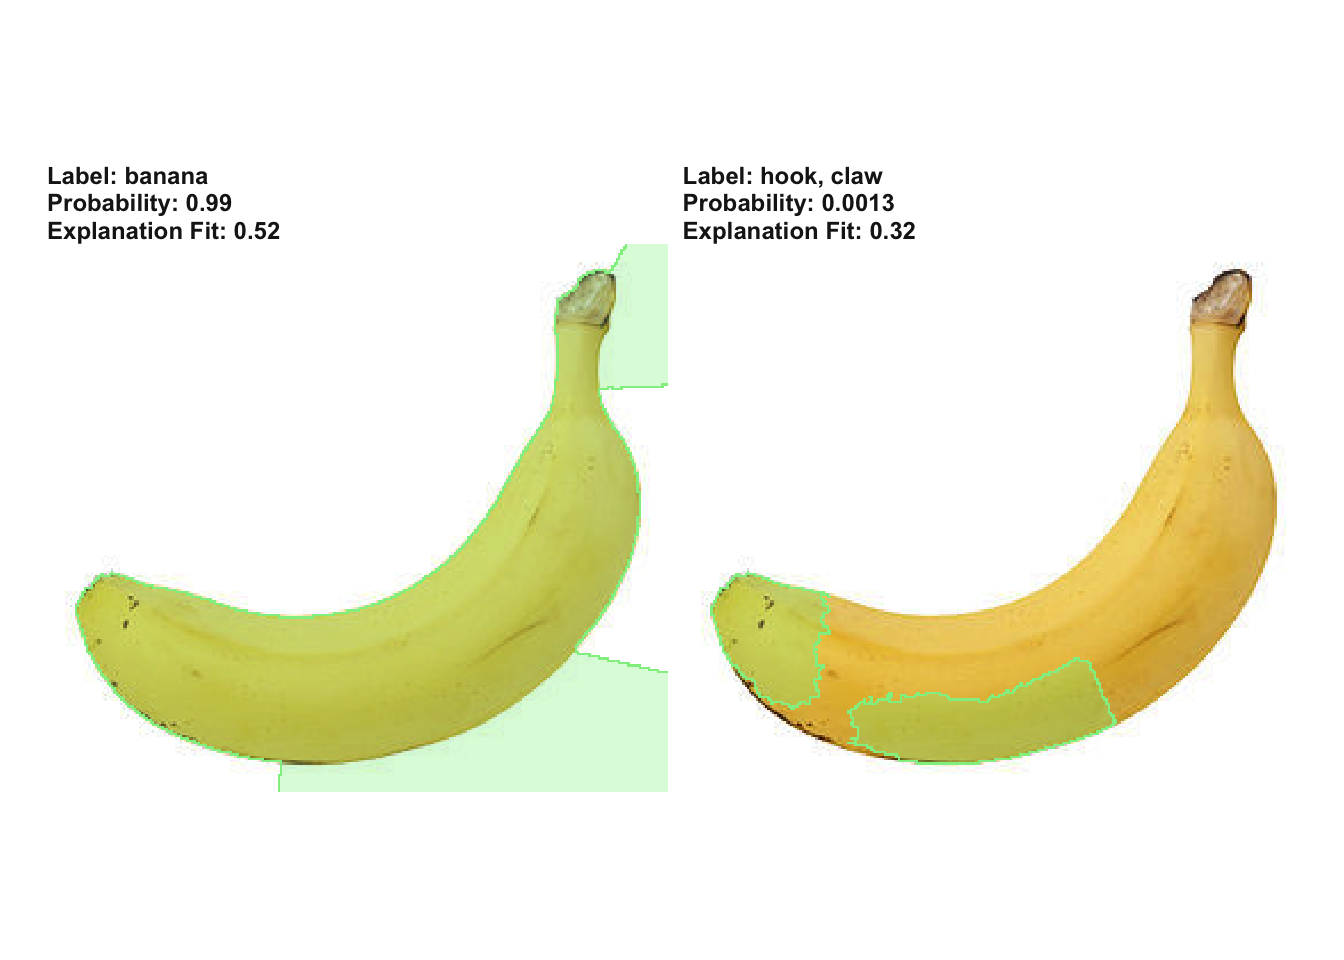 Label: banana
Probability: 0.99
Explanation Fit: 0.52
Label: hook, claw
Probability: 0.0013
Explanation Fit: 0.32